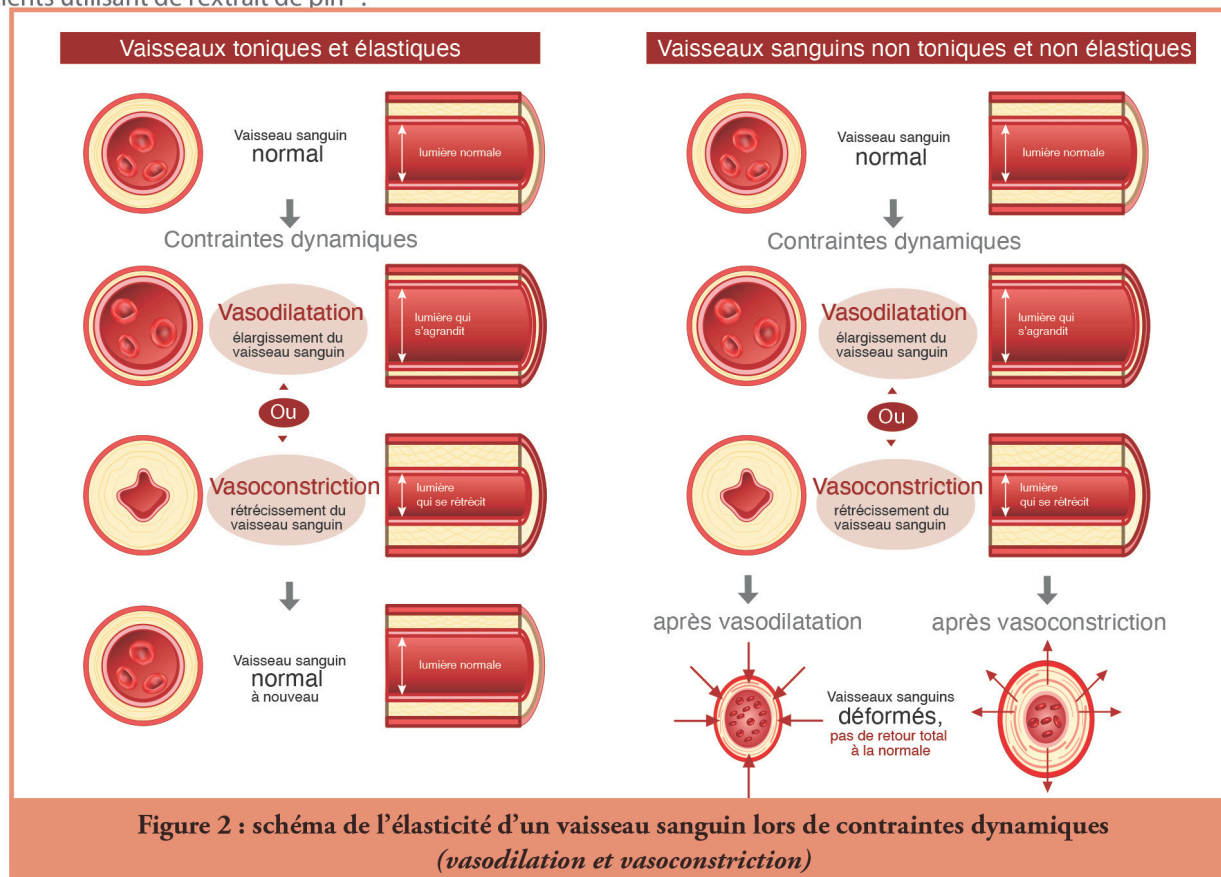 utilisant de l'extrait de pin
Vaisseaux toniques et élastiques
Vaisseau sanguin
normal
lumière normale
Contraintes dynamiques
Vasodilatation
élargissement du
vaisseau sanguin
lumière qui
s'agrandit
Ou
Vasoconstriction
rétrécissement du
vaisseau sanguin
lumière
qui se rétrécit
Vaisseau sanguin
normal
à nouveau
lumière normale
Vaisseaux sanguins non toniques et non élastiques
Vaisseau sanguin
normal
lumière normale
Contraintes dynamiques
Vasodilatation
élargissement du
vaisseau sanguin
lumière qui
s'agrandit
Ou
Vasoconstriction
rétrécissement du
vaisseau sanguin
lumière
qui se rétrécit
après vasodilatation
après vasoconstriction
Vaisseaux sanguins
déformés,
pas de retour total
à la normale
Figure 2 : schéma de l'élasticité d'un vaisseau sanguin lors de contraintes dynamiques
(vasodilation et vasoconstriction)